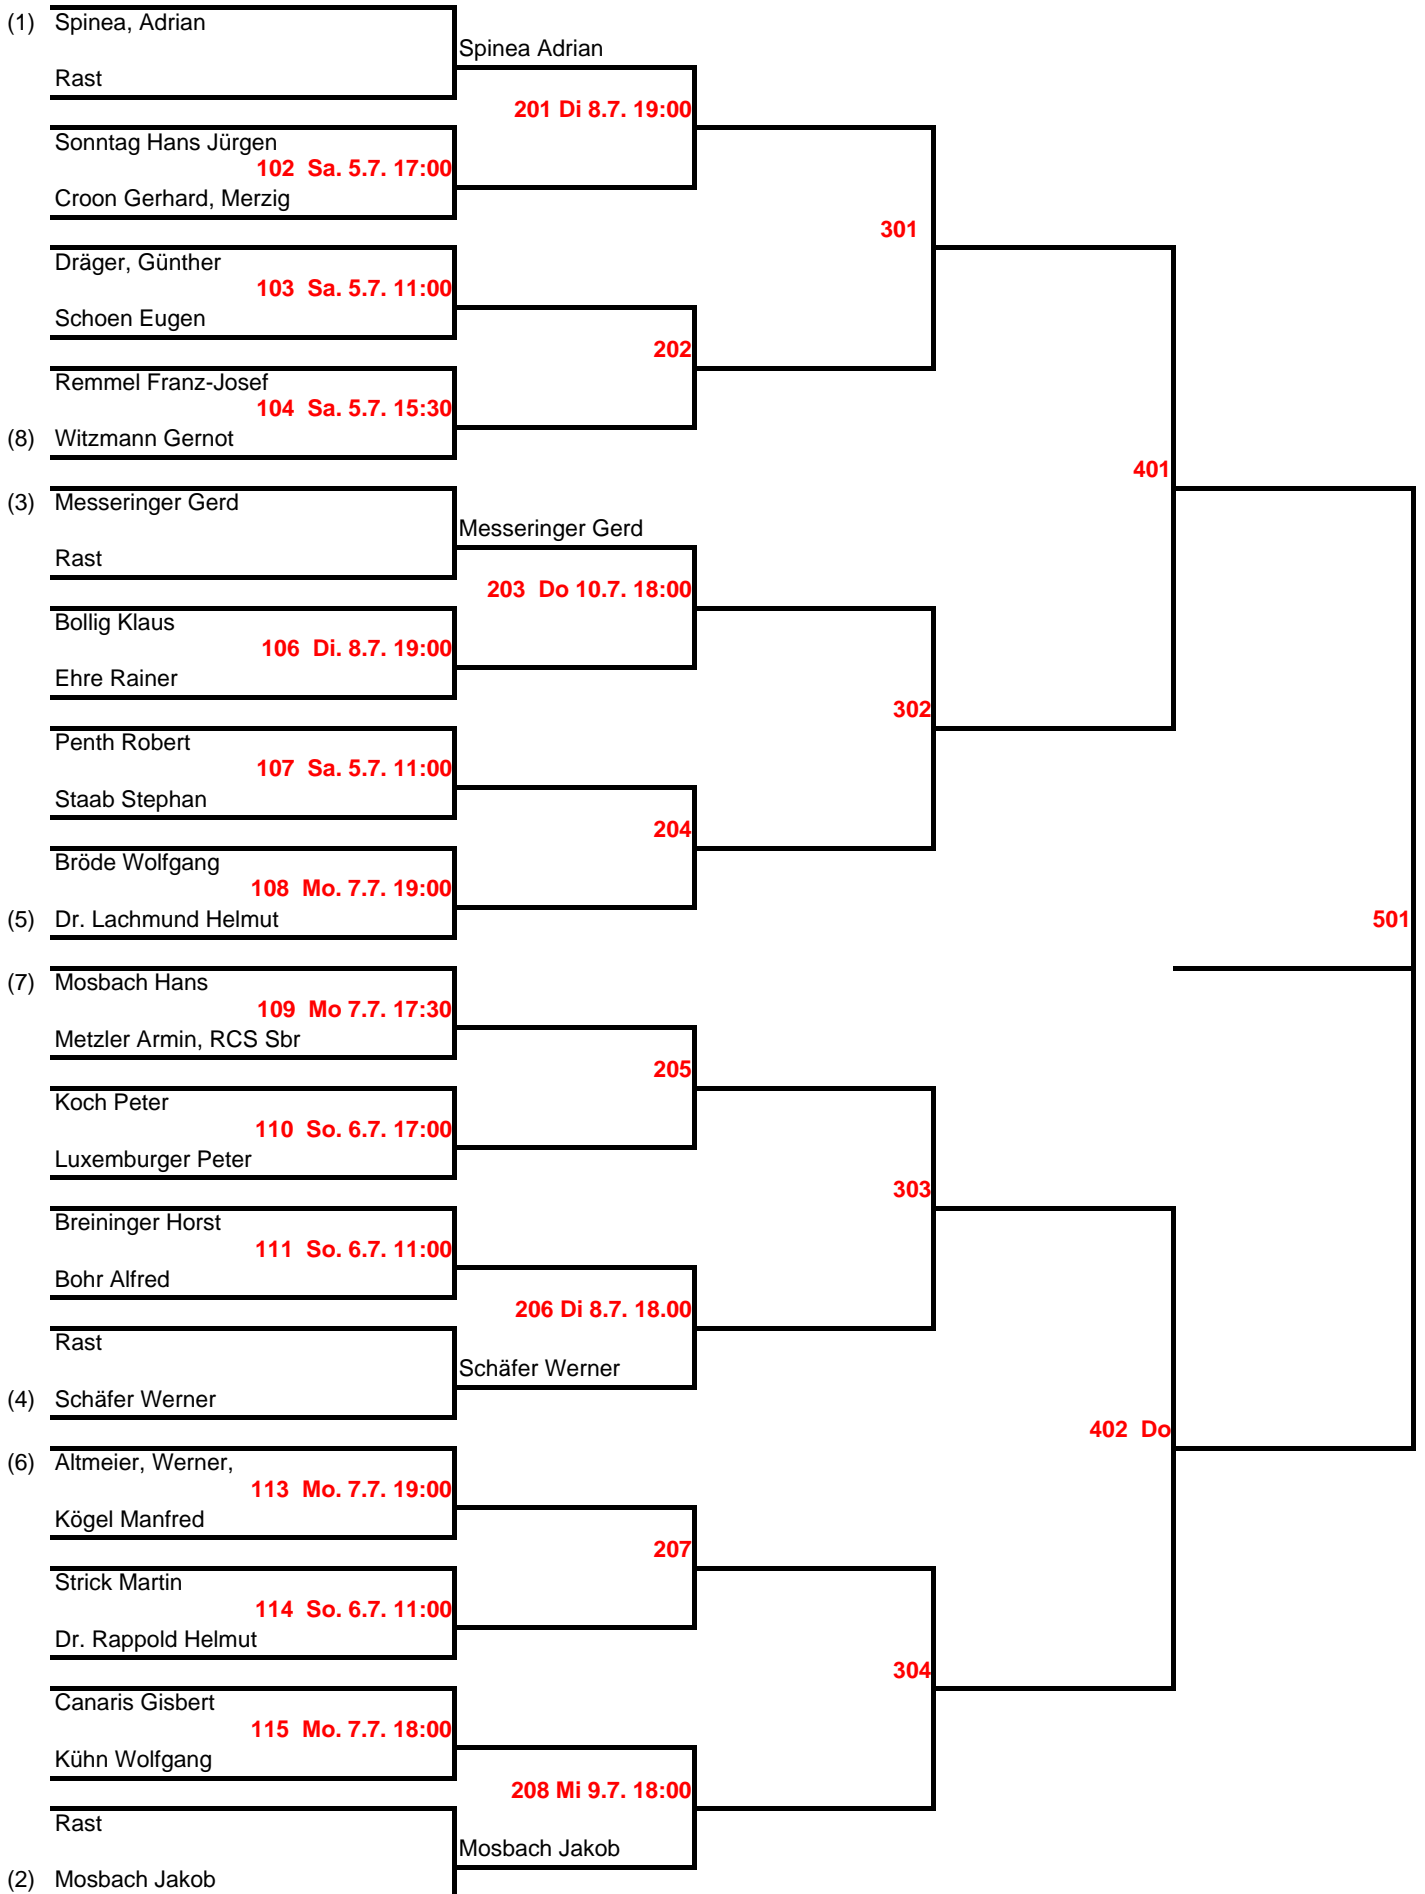 (1) Spinea, Adrian
Spinea Adrian
Rast
201 Di 8.7. 19:00
Sonntag Hans Jürgen
102 Sa. 5.7. 17:00
Croon Gerhard, Merzig
301
Dräger, Günther
103 Sa. 5.7. 11:00
Schoen Eugen
202
Remmel Franz-Josef
104 Sa. 5.7. 15:30
(8) Witzmann Gernot
401
(3) Messeringer Gerd
Messeringer Gerd
Rast
203 Do 10.7. 18:00
Bollig Klaus
106 Di. 8.7. 19:00
Ehre Rainer
302
Penth Robert
107 Sa. 5.7. 11:00
Staab Stephan
204
Bröde Wolfgang
108 Mo. 7.7. 19:00
(5) Dr. Lachmund Helmut
501
(7) Mosbach Hans
109 Mo 7.7. 17:30
Metzler Armin, RCS Sbr
205
Koch Peter
110 So. 6.7. 17:00
Luxemburger Peter
303
Breininger Horst
111 So. 6.7. 11:00
Bohr Alfred
206 Di 8.7. 18.00
Rast
Schäfer Werner
(4) Schäfer Werner
402 Do
(6) Altmeier, Werner,
113 Mo. 7.7. 19:00
Kögel Manfred
207
Strick Martin
114 So. 6.7. 11:00
Dr. Rappold Helmut
304
Canaris Gisbert
115 Mo. 7.7. 18:00
Kühn Wolfgang
208 Mi 9.7. 18:00
Rast
Mosbach Jakob
(2) Mosbach Jakob